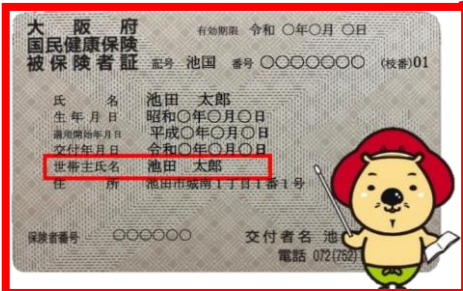 大阪府 有効期限 令和 〇年〇月 〇日
国民健康保険
被保険者証 記号 池国 番号 〇〇〇〇〇〇〇 (枝番)01
氏名 池田 太郎
生年月日 昭和〇年〇月〇日
適用開始年月日 平成〇年〇月〇日
交付年月日 令和〇年〇月〇日
世帯主氏名 池田 太郎
住所 池田市城南1丁目1番1号
保険者番号 〇〇〇〇〇〇 交付者名 池
電話 072(752)